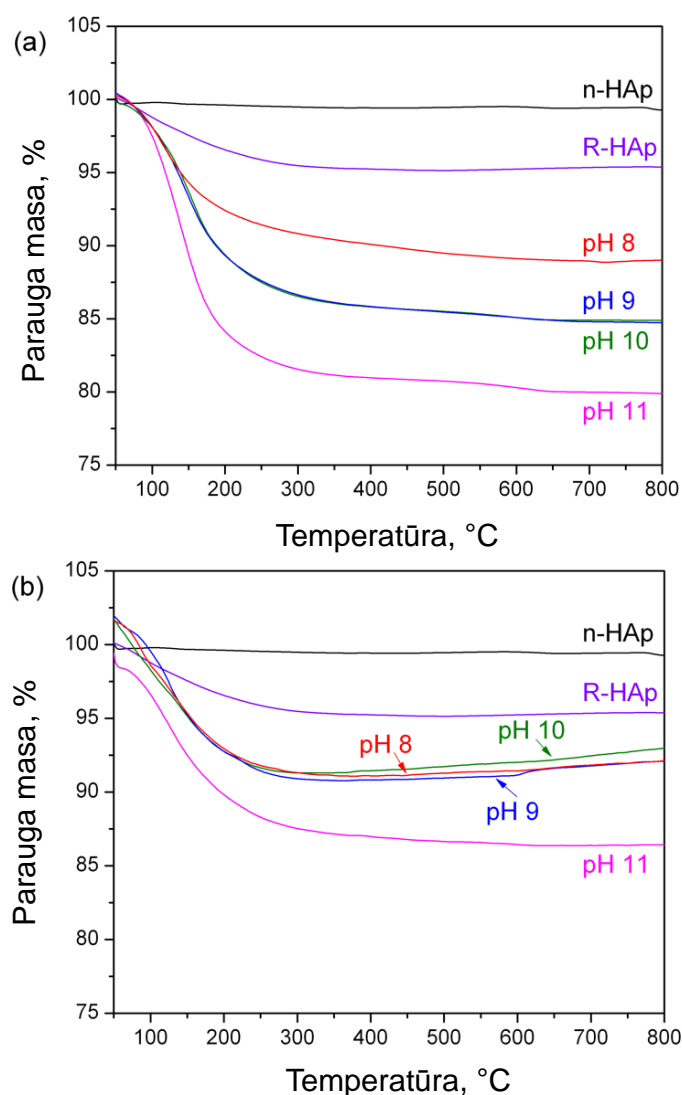 (a)
105
100
95
90
85
80
75
Parauga masa, %
n-HAp
R-HAp
pH 8
pH 9
pH 10
pH 11
100 200 300 400 500 600 700 800
Temperatūra, °C
(b)
105
100
95
90
85
80
75
Parauga masa, %
n-HAp
R-HAp
pH 10
pH 8
pH 9
pH 11
100 200 300 400 500 600 700 800
Temperatūra, °C